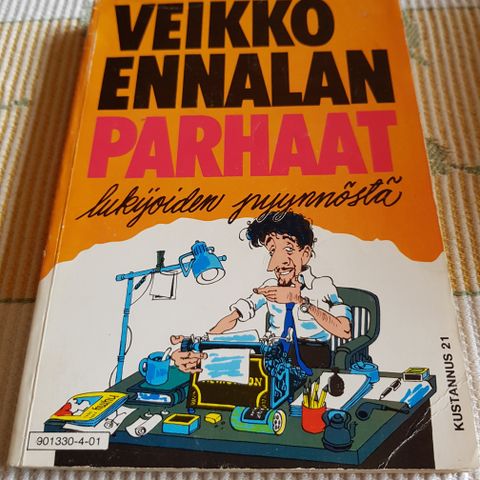 VEIKKO
ENNALAN
PARHAAT
lukijoiden pyynnöstä
KUSTANNUS 21
901330-4-01